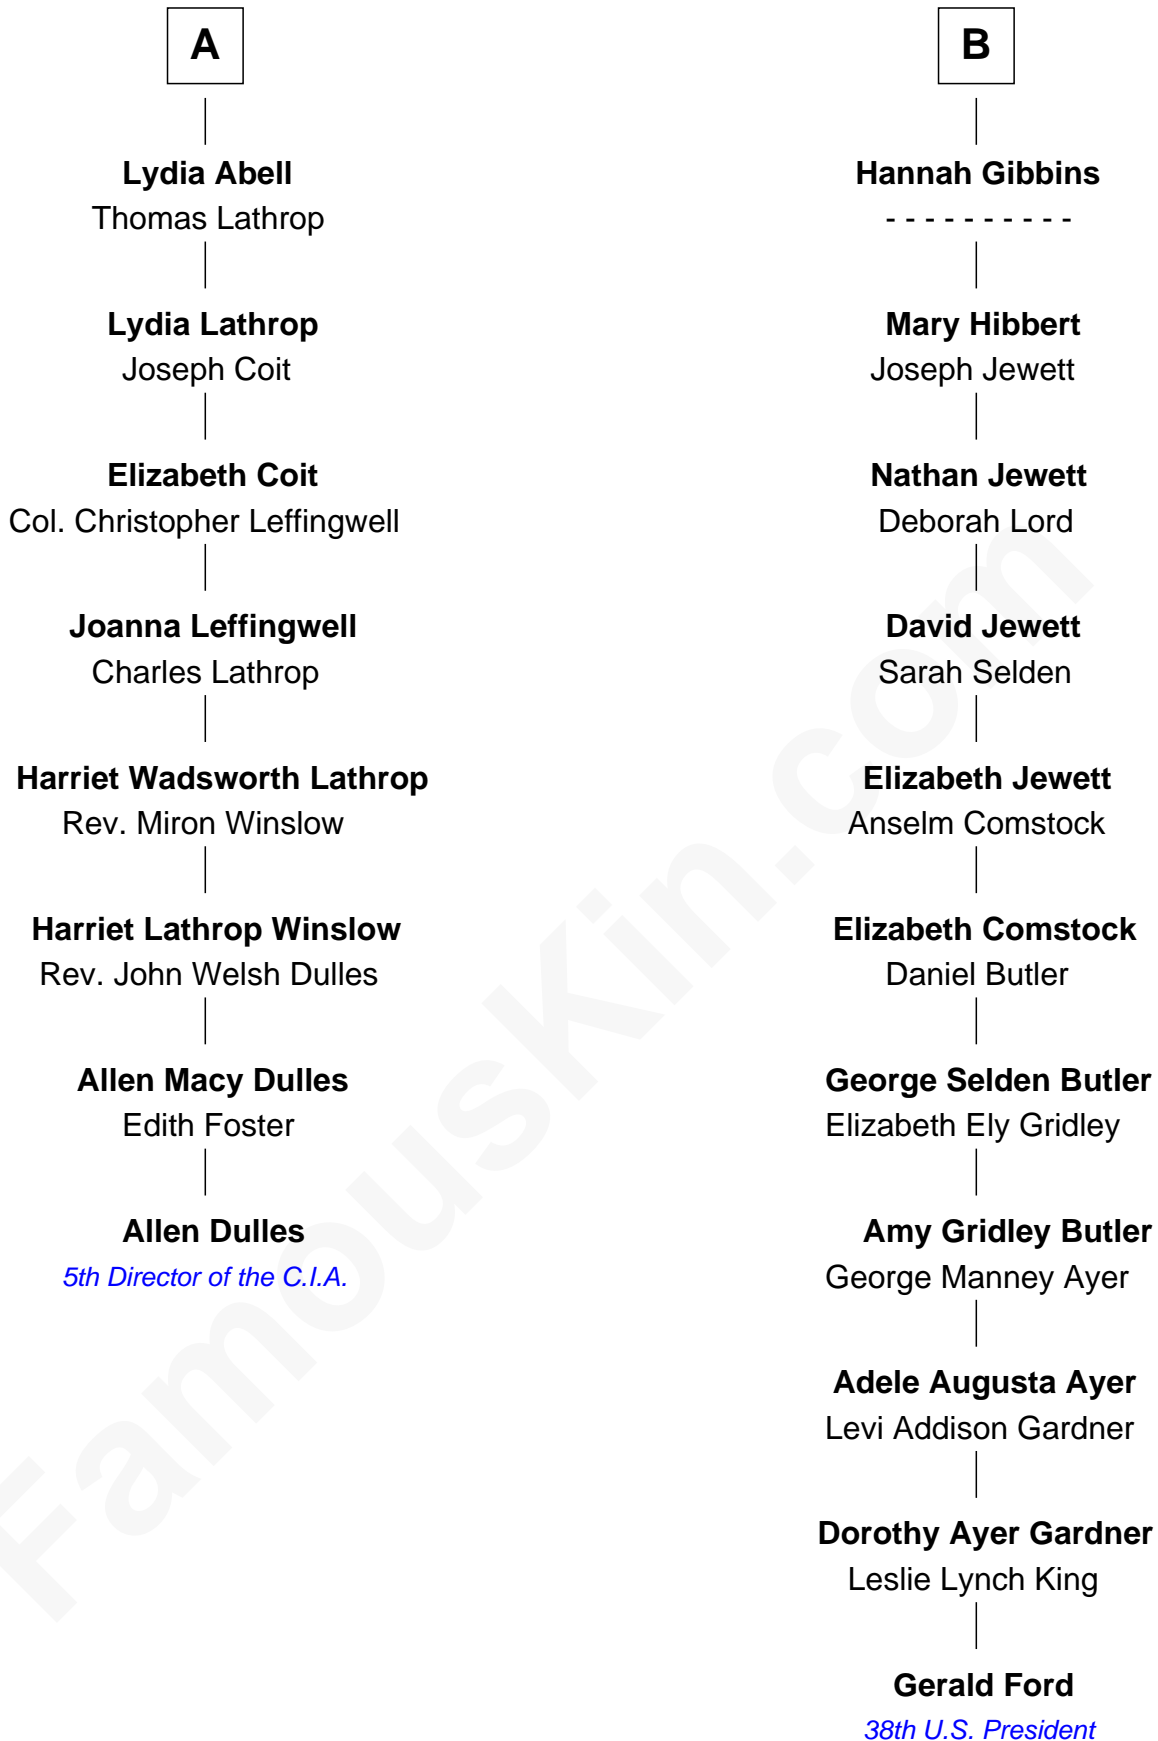 A
Lydia Abell
Thomas Lathrop
Lydia Lathrop
Joseph Coit
Elizabeth Coit
Col. Christopher Leffingwell
Joanna Leffingwell
Charles Lathrop
Harriet Wadsworth Lathrop
Rev. Miron Winslow
Harriet Lathrop Winslow
Rev. John Welsh Dulles
Allen Macy Dulles
Edith Foster
Allen Dulles
5th Director of the C.I.A.
B
Hannah Gibbins
- - - - - - - - - -
Mary Hibbert
Joseph Jewett
Nathan Jewett
Deborah Lord
David Jewett
Sarah Selden
Elizabeth Jewett
Anselm Comstock
Elizabeth Comstock
Daniel Butler
George Selden Butler
Elizabeth Ely Gridley
Amy Gridley Butler
George Manney Ayer
Adele Augusta Ayer
Levi Addison Gardner
Dorothy Ayer Gardner
Leslie Lynch King
Gerald Ford
38th U.S. President
FamousKin.com